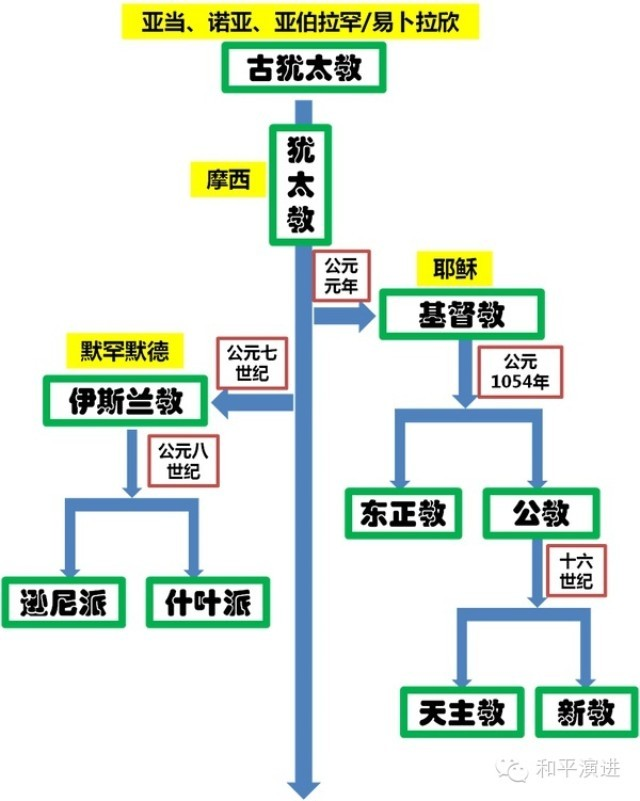 亚当、诺亚、亚伯拉罕/易卜拉欣
古犹太教
摩西
犹
太
教
公元
元年
耶稣
基督教
默罕默德
公元七
世纪
伊斯兰教
公元
1054年
公元八
世纪
东正教
公教
十六
世纪
逊尼派
什叶派
天主教
新教
和平演进